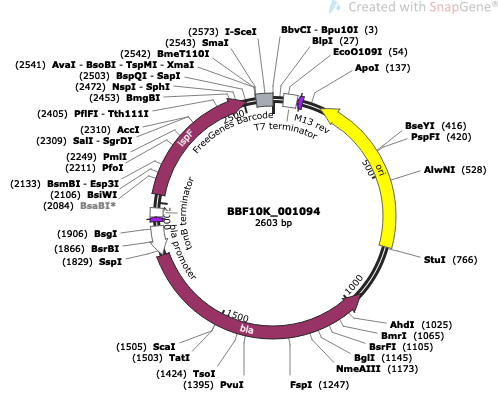 Created with SnapGene®
(2573) I-SceI
(2543) SmaI
(2542) BmeT110I
(2541) AvaI - BsoBI - TspMI - XmaI
(2503) BspQI - SapI
(2472) NspI - SphI
(2453) BmgBI
(2405) PflFI - Tth111I
(2310) AccI
(2309) SalI - SgrDI
(2249) PmlI
(2211) PfoI
(2133) BsmBI - Esp3I
(2106) BsiWI
(2084) BsaBI*
(1906) BsgI
(1866) BsrBI
(1829) SspI
(1505) ScaI
(1503) TatI
(1424) TsoI
(1395) PvuI
FspI (1247)
NmeAIII (1173)
BglI (1145)
BsrFI (1105)
BmrI (1065)
AhdI (1025)
StuI (766)
AlwNI (528)
PspFI (420)
BseYI (416)
ApoI (137)
EcoO109I (54)
BlpI (27)
BbvCI - Bpu10I (3)
FreeGenes Barcode
T7 terminator
M13 rev
ori
bla
bla promoter
tonB terminator
ispF
500
1000
1500
2500
BBF10K_001094
2603 bp